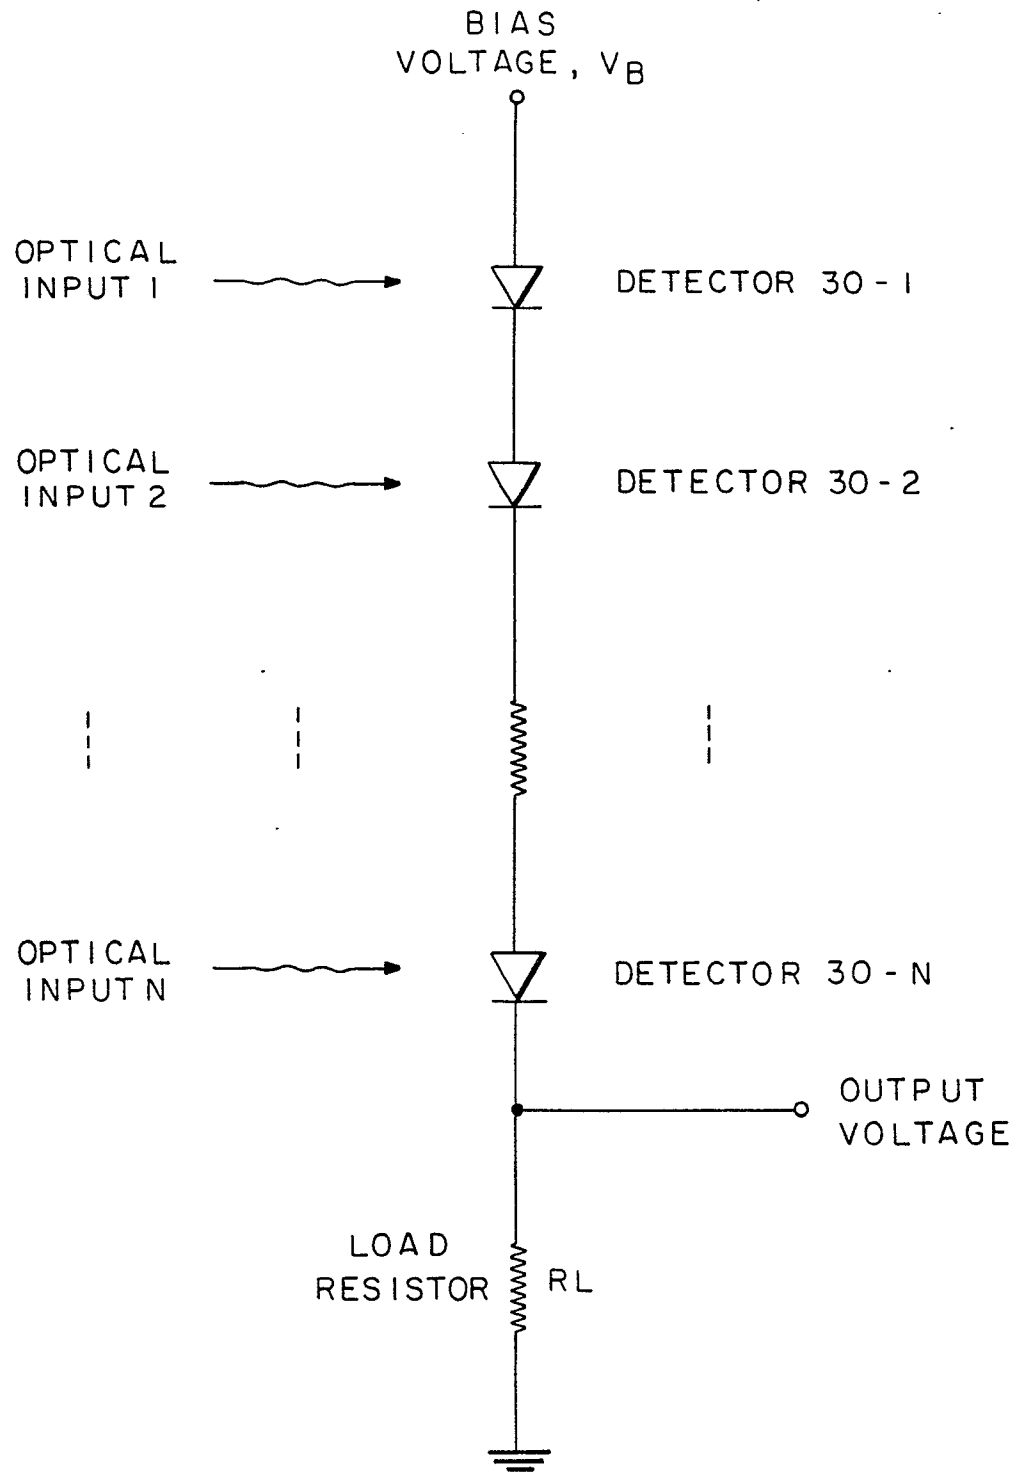 BIAS
VOLTAGE, VB
OPTICAL
INPUT 1
DETECTOR 30-1
OPTICAL
INPUT 2
DETECTOR 30-2
OPTICAL
INPUT N
DETECTOR 30-N
OUTPUT
VOLTAGE
LOAD
RESISTOR
RL